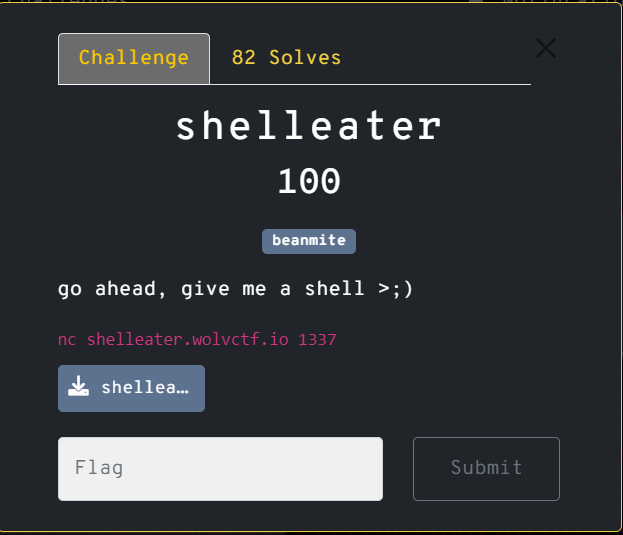 Challenge 82 Solves
shelleater
100
beanmite
go ahead, give me a shell >;)
nc shelleater.wolvctf.io 1337
shellea…
Flag
Submit